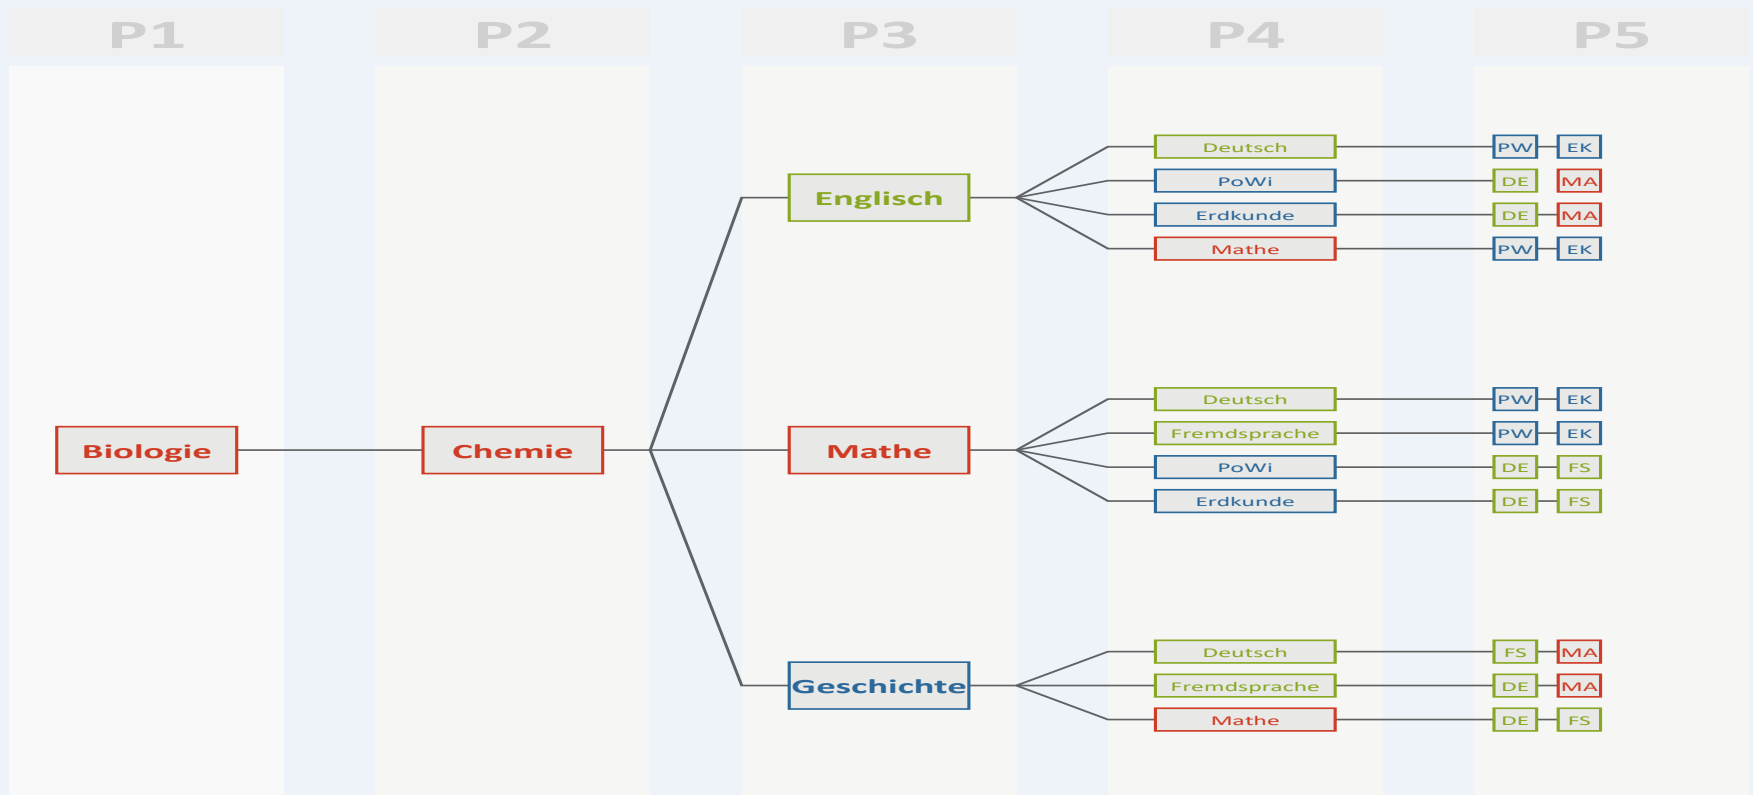 P1 P2 P3 P4 P5
Deutsch PW EK
PoWi DE MA
Englisch
Erdkunde DE MA
Mathe PW EK
Deutsch PW EK
Fremdsprache PW EK
Biologie Chemie Mathe
PoWi DE FS
Erdkunde DE FS
Deutsch FS MA
Geschichte Fremdsprache DE MA
Mathe DE FS